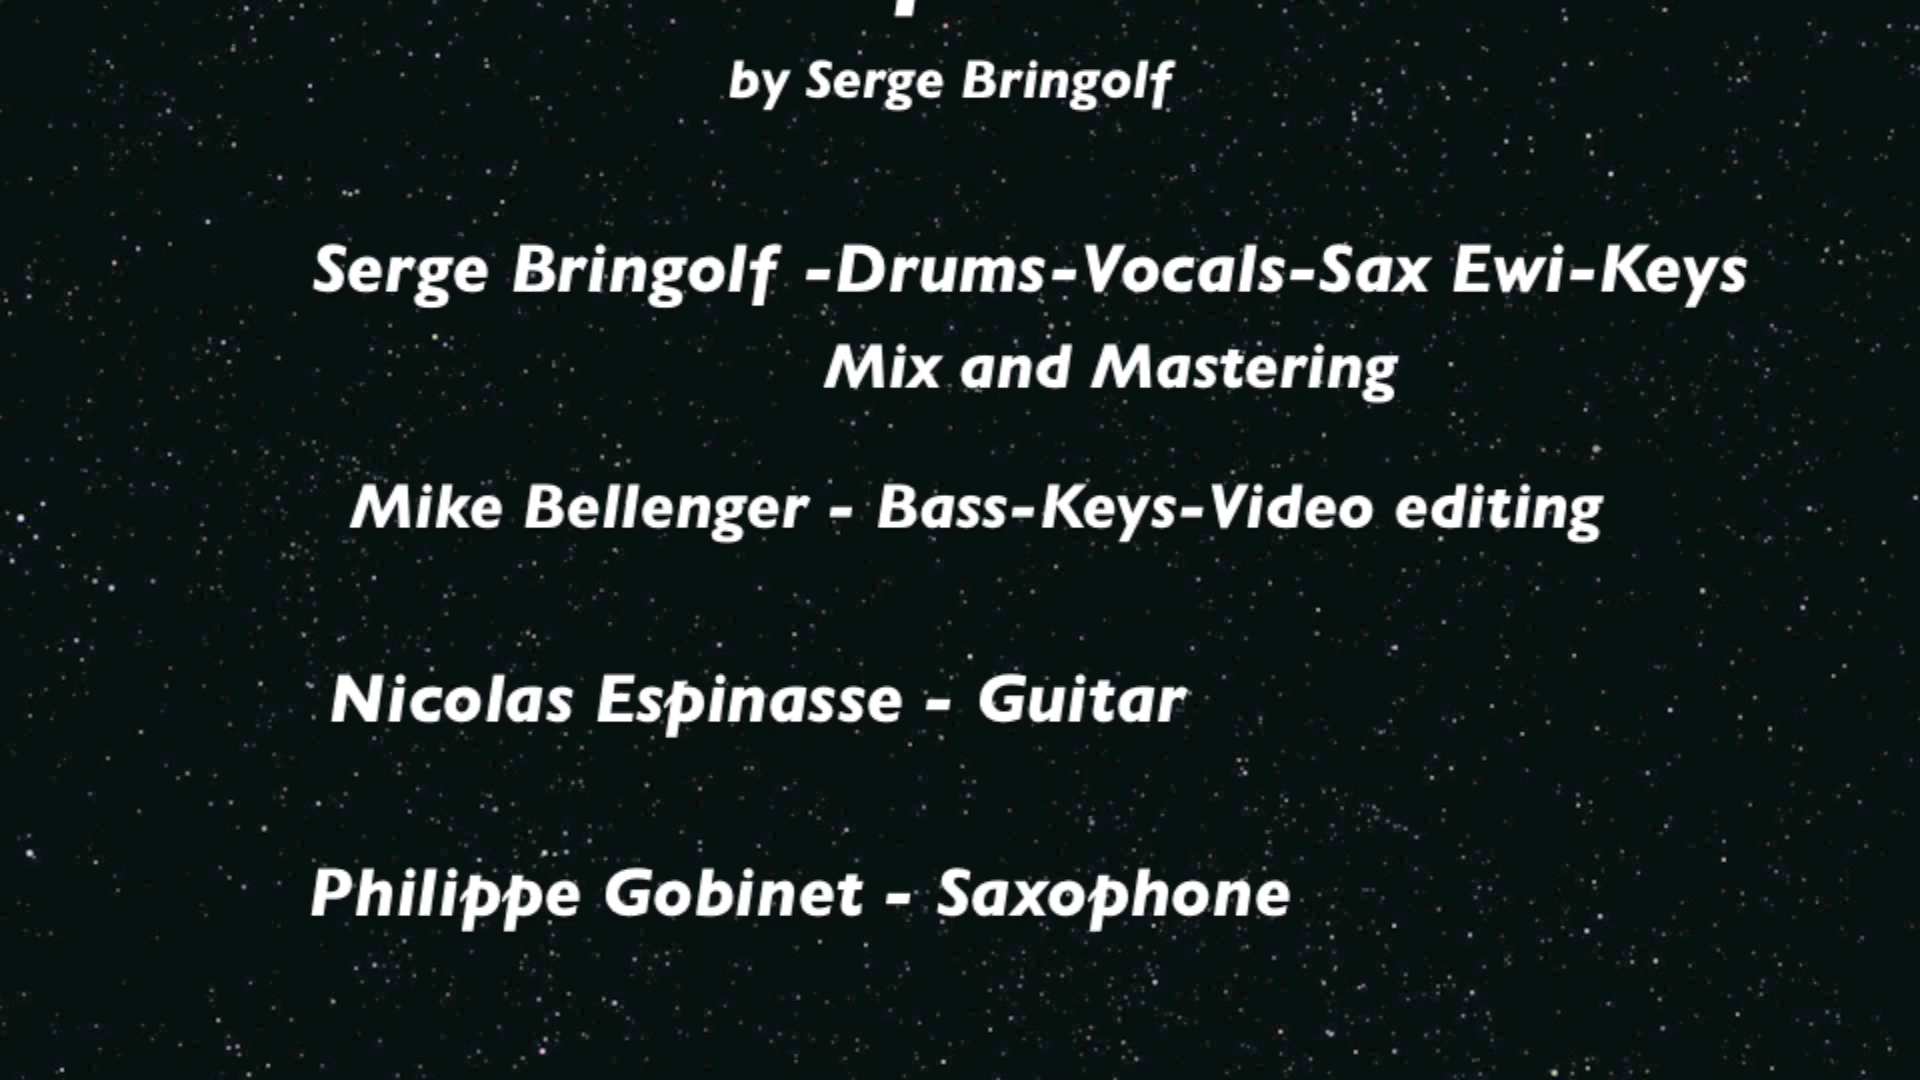 by Serge Bringolf
Serge Bringolf -Drums-Vocals-Sax Ewi-Keys
Mix and Mastering
Mike Bellenger - Bass-Keys-Video editing
Nicolas Espinasse - Guitar
Philippe Gobinet - Saxophone